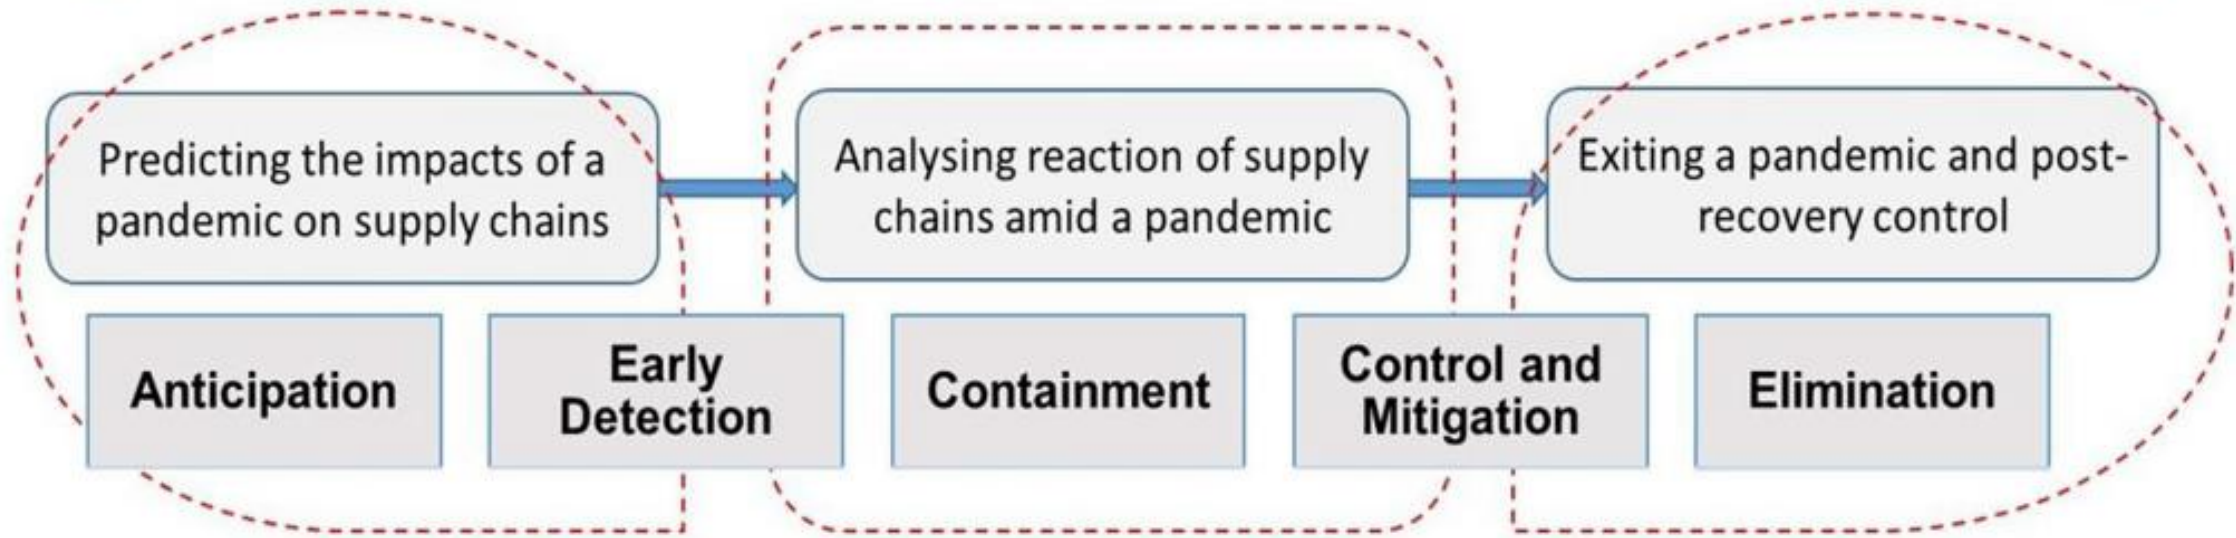 Predicting the impacts of a
pandemic on supply chains
Analysing reaction of supply
chains amid a pandemic
Exiting a pandemic and post-
recovery control
Anticipation
Early
Detection
Containment
Control and
Mitigation
Elimination